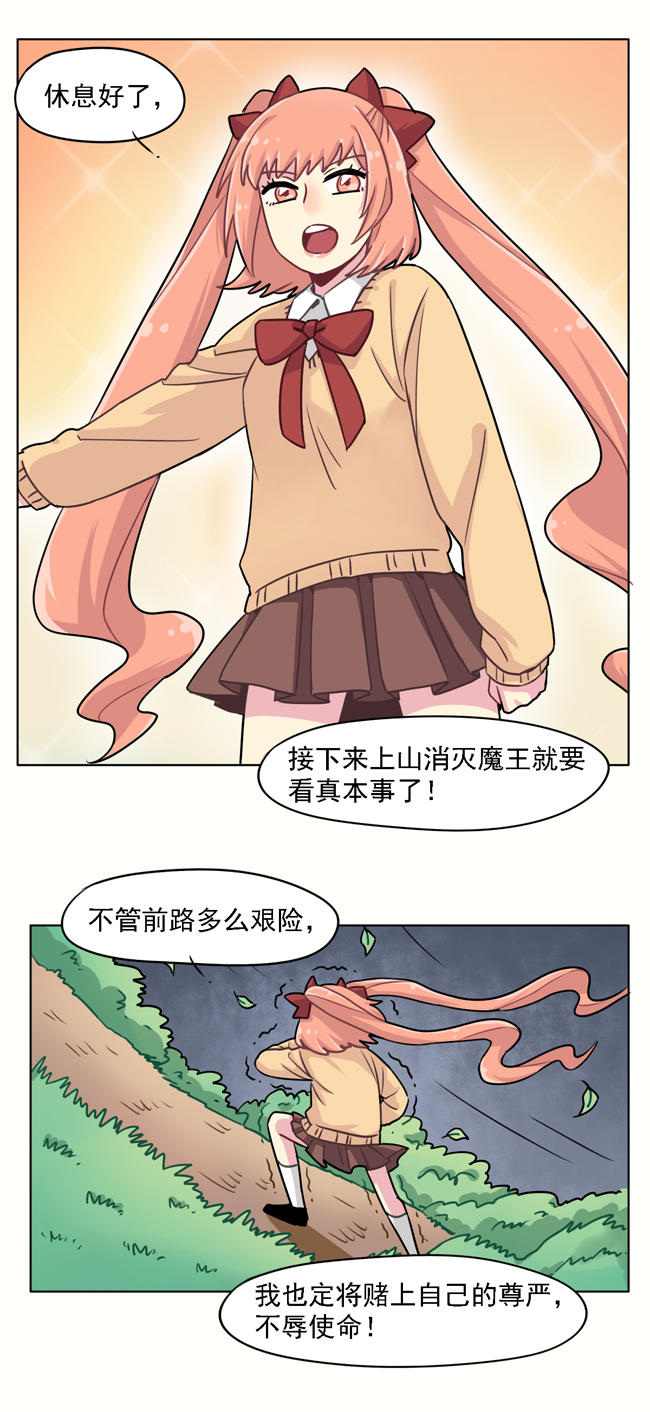 休息好了，
接下来上山消灭魔王就要
看真本事了！
不管前路多么艰险，
我也定将赌上自己的尊严，
不辱使命！